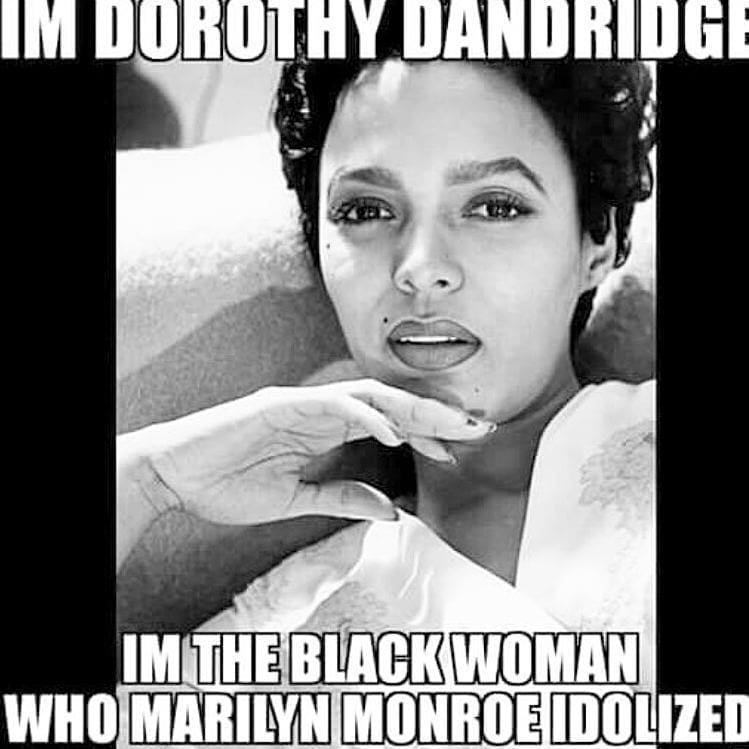 IM DOROTHY DANDRIDGE
IM THE BLACK WOMAN
WHO MARILYN MONROE IDOLIZED